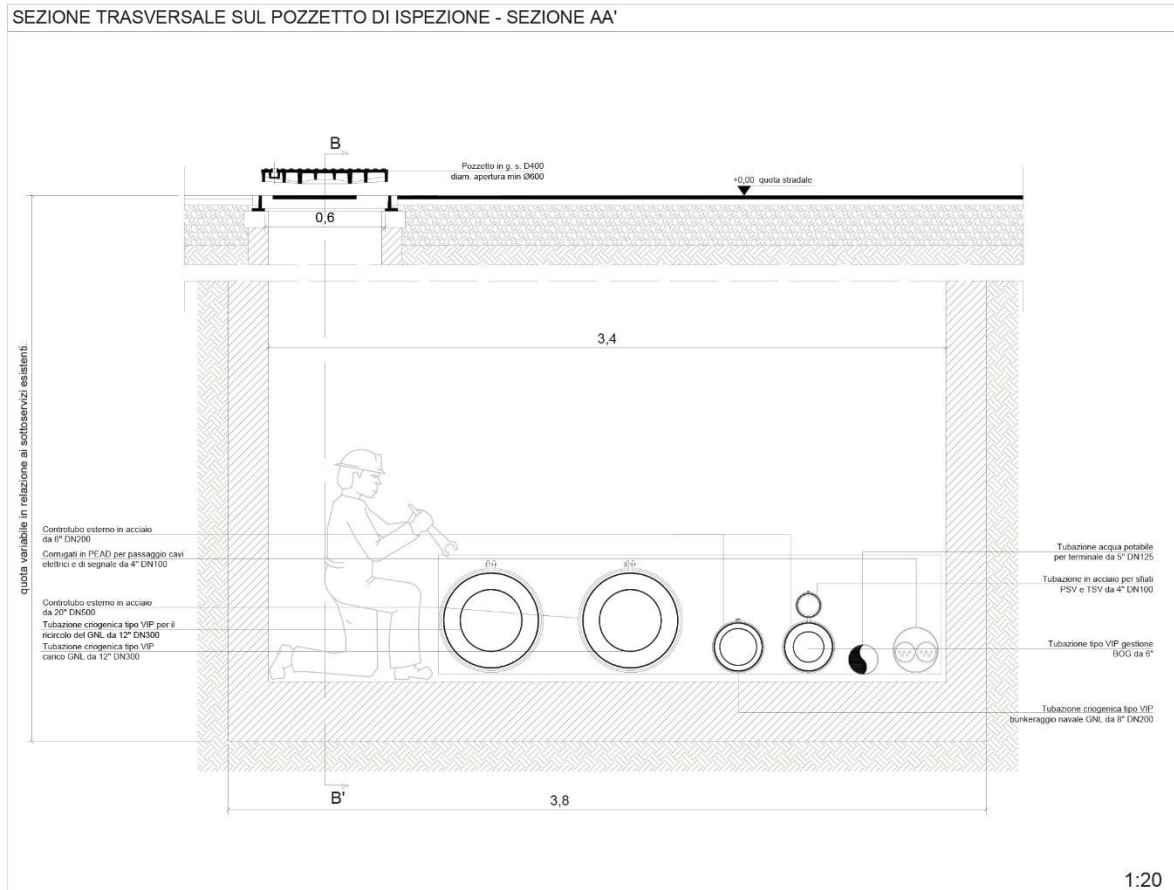 SEZIONE TRASVERSALE SUL POZZETTO DI ISPEZIONE - SEZIONE AA'
B
Pozzetto in g. s. D400
diam. apertura min Ø600
+0,00 quota stradale
0,6
3,4
quota variabile in relazione ai sottoservizi esistenti.
Controtubo esterno in acciaio
da 8" DN200
Corrugati in PEAD per passaggio cavi
elettrici e di segnale da 4" DN100
Controtubo esterno in acciaio
da 20" DN500
Tubazione criogenica tipo VIP per il
ricircolo del GNL da 12" DN300
Tubazione criogenica tipo VIP
carico GNL da 12" DN300
Tubazione acqua potabile
per terminale da 5" DN125
Tubazione in acciaio per sfiati
PSV e TSV da 4" DN100
Tubazione tipo VIP gestione
BOG da 6"
Tubazione criogenica tipo VIP
bunkeraggio navale GNL da 8" DN200
B'
3,8
1:20